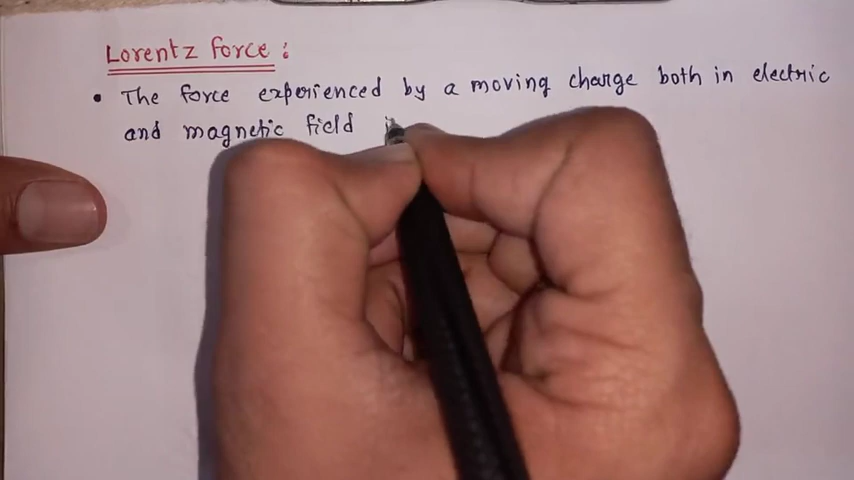 Lorentz force :
• The force experienced by a moving charge both in electric
and magnetic field